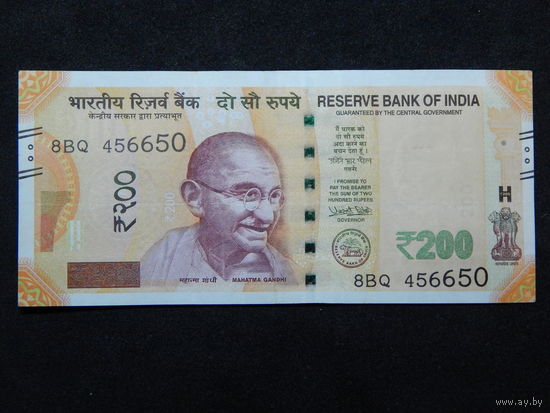 भारतीय रिज़र्व बैंक दो सौ रुपये
केन्द्रीय सरकार द्वारा प्रत्याभूत
RESERVE BANK OF INDIA
GUARANTEED BY THE CENTRAL GOVERNMENT
8BQ 456650
₹२००
₹200
मैं धारक को
दो सौ रुपये
अदा करने का
वचन देता हूँ ।
I PROMISE TO
PAY THE BEARER
THE SUM OF TWO
HUNDRED RUPEES
GOVERNOR
₹200
महात्मा गांधी MAHATMA GANDHI
8BQ 456650
www.ay.by